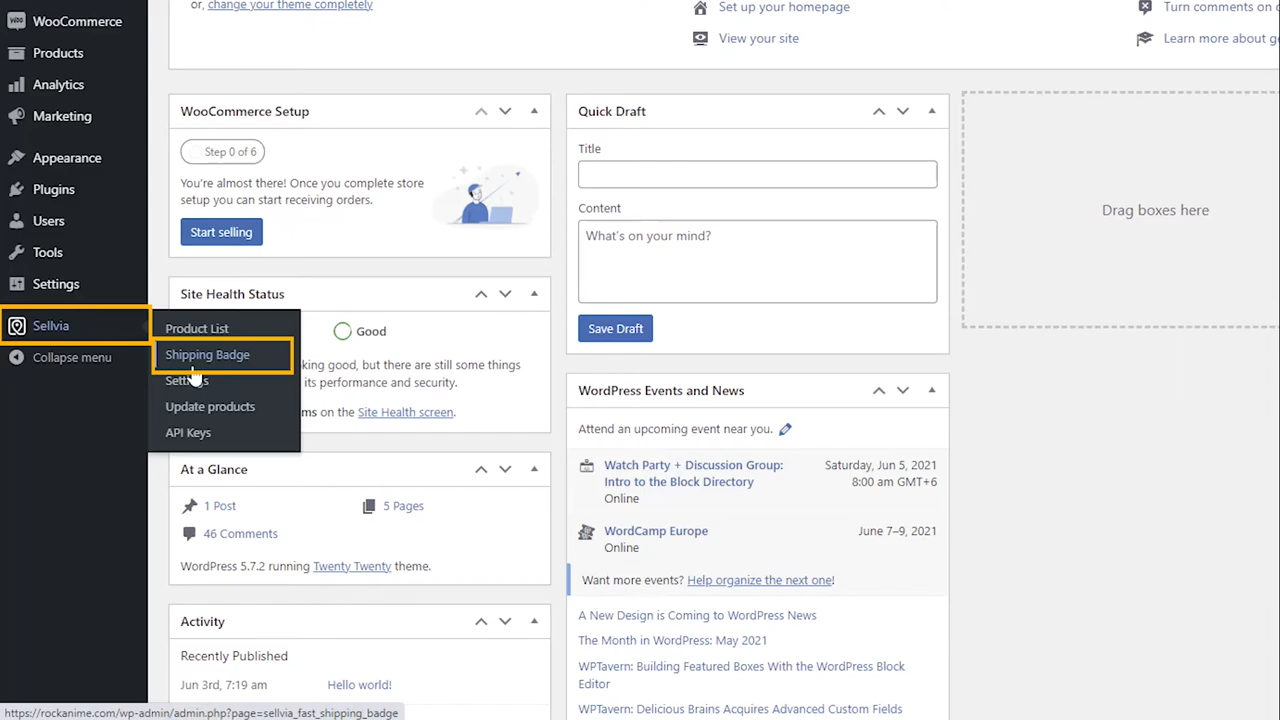 WooCommerce
Products
Analytics
Marketing
Appearance
Plugins
Users
Tools
Settings
Sellvia
Collapse menu
Product List
Shipping Badge
Settings
Update products
API Keys
or, change your theme completely
Set up your homepage
View your site
Turn comments on
Learn more about
WooCommerce Setup
Step 0 of 6
You're almost there! Once you complete store
setup you can start receiving orders.
Start selling
Site Health Status
Good
king good, but there are still some things
its performance and security.
ms on the Site Health screen.
At a Glance
1 Post
5 Pages
46 Comments
WordPress 5.7.2 running Twenty Twenty theme.
Activity
Recently Published
Jun 3rd, 7:19 am
Hello world!
Quick Draft
Title
Content
What's on your mind?
Save Draft
WordPress Events and News
Attend an upcoming event near you.
Watch Party + Discussion Group:
Intro to the Block Directory
Online
Saturday, Jun 5, 2021
8:00 am GMT+6
WordCamp Europe
Online
June 7–9, 2021
Want more events? Help organize the next one!
A New Design is Coming to WordPress News
The Month in WordPress: May 2021
WPTavern: Building Featured Boxes With the WordPress Block
Editor
WPTavern: Delicious Brains Acquires Advanced Custom Fields
Drag boxes here
https://rockanime.com/wp-admin/admin.php?page=sellvia_fast_shipping_badge